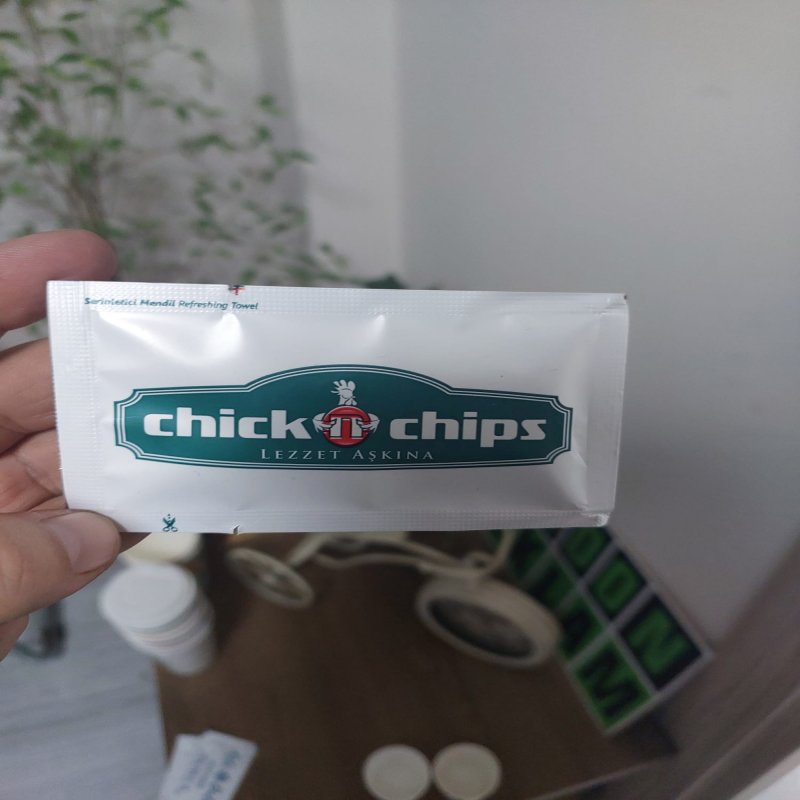 Serinletici Mendil Refreshing Towel
chick n chips
LEZZET AŞKINA